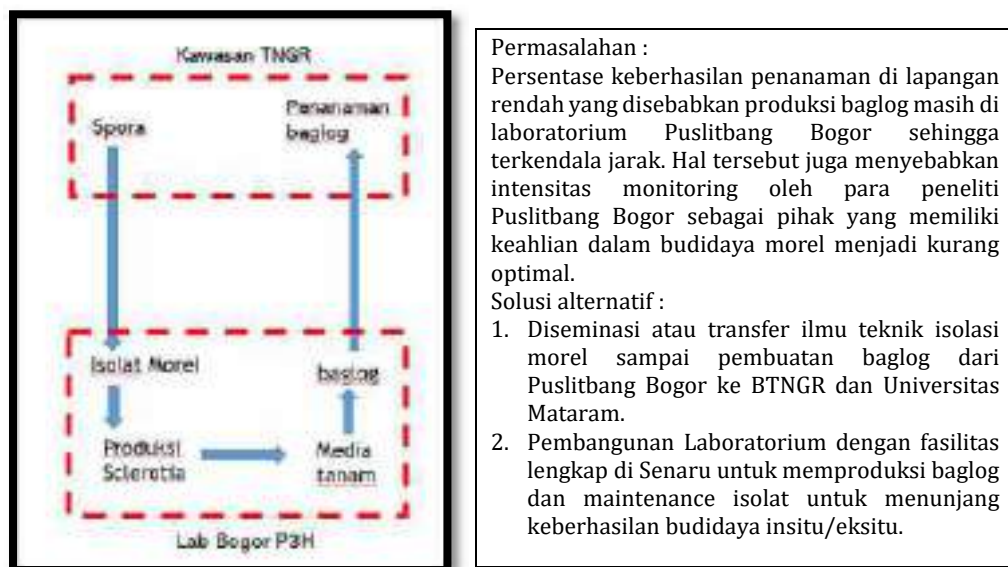 Kawasan TNGR
Spora
Penanaman
baglog
Isolat Morel
baglog
Produksi
Sclerotia
Media
tanam
Lab Bogor P3H
Permasalahan :
Persentase keberhasilan penanaman di lapangan
rendah yang disebabkan produksi baglog masih di
laboratorium Puslitbang Bogor sehingga
terkendala jarak. Hal tersebut juga menyebabkan
intensitas monitoring oleh para peneliti
Puslitbang Bogor sebagai pihak yang memiliki
keahlian dalam budidaya morel menjadi kurang
optimal.
Solusi alternatif :
1. Diseminasi atau transfer ilmu teknik isolasi
morel sampai pembuatan baglog dari
Puslitbang Bogor ke BTNGR dan Universitas
Mataram.
2. Pembangunan Laboratorium dengan fasilitas
lengkap di Senaru untuk memproduksi baglog
dan maintenance isolat untuk menunjang
keberhasilan budidaya insitu/eksitu.